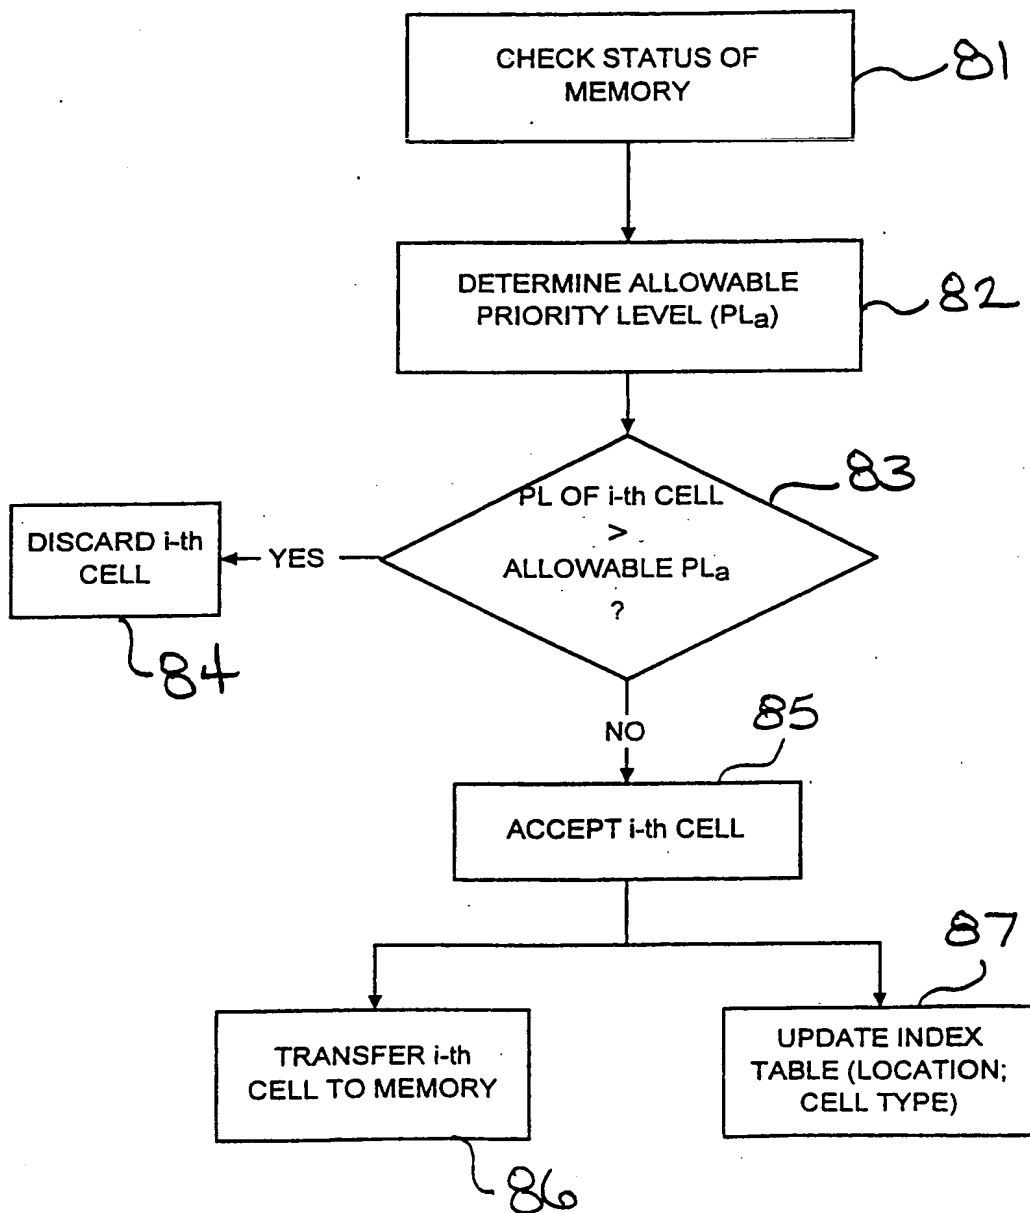 CHECK STATUS OF
MEMORY
81
DETERMINE ALLOWABLE
PRIORITY LEVEL (PLa)
82
PL OF i-th CELL
>
ALLOWABLE PLa
?
83
YES
DISCARD i-th
CELL
84
NO
85
ACCEPT i-th CELL
TRANSFER i-th
CELL TO MEMORY
86
87
UPDATE INDEX
TABLE (LOCATION;
CELL TYPE)